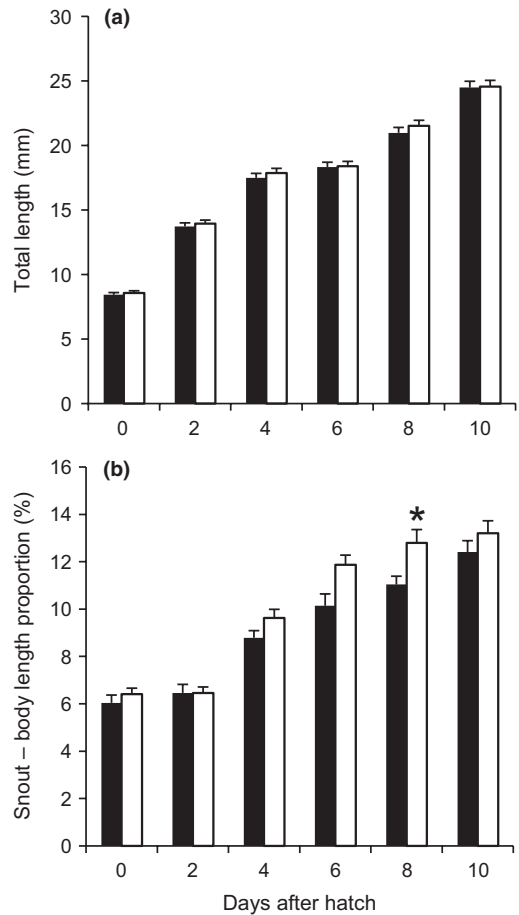 (a)
Total length (mm)
30
25
20
15
10
5
0
0 2 4 6 8 10
(b)
Snout – body length proportion (%)
16
14
12
10
8
6
4
2
0
*
0 2 4 6 8 10
Days after hatch